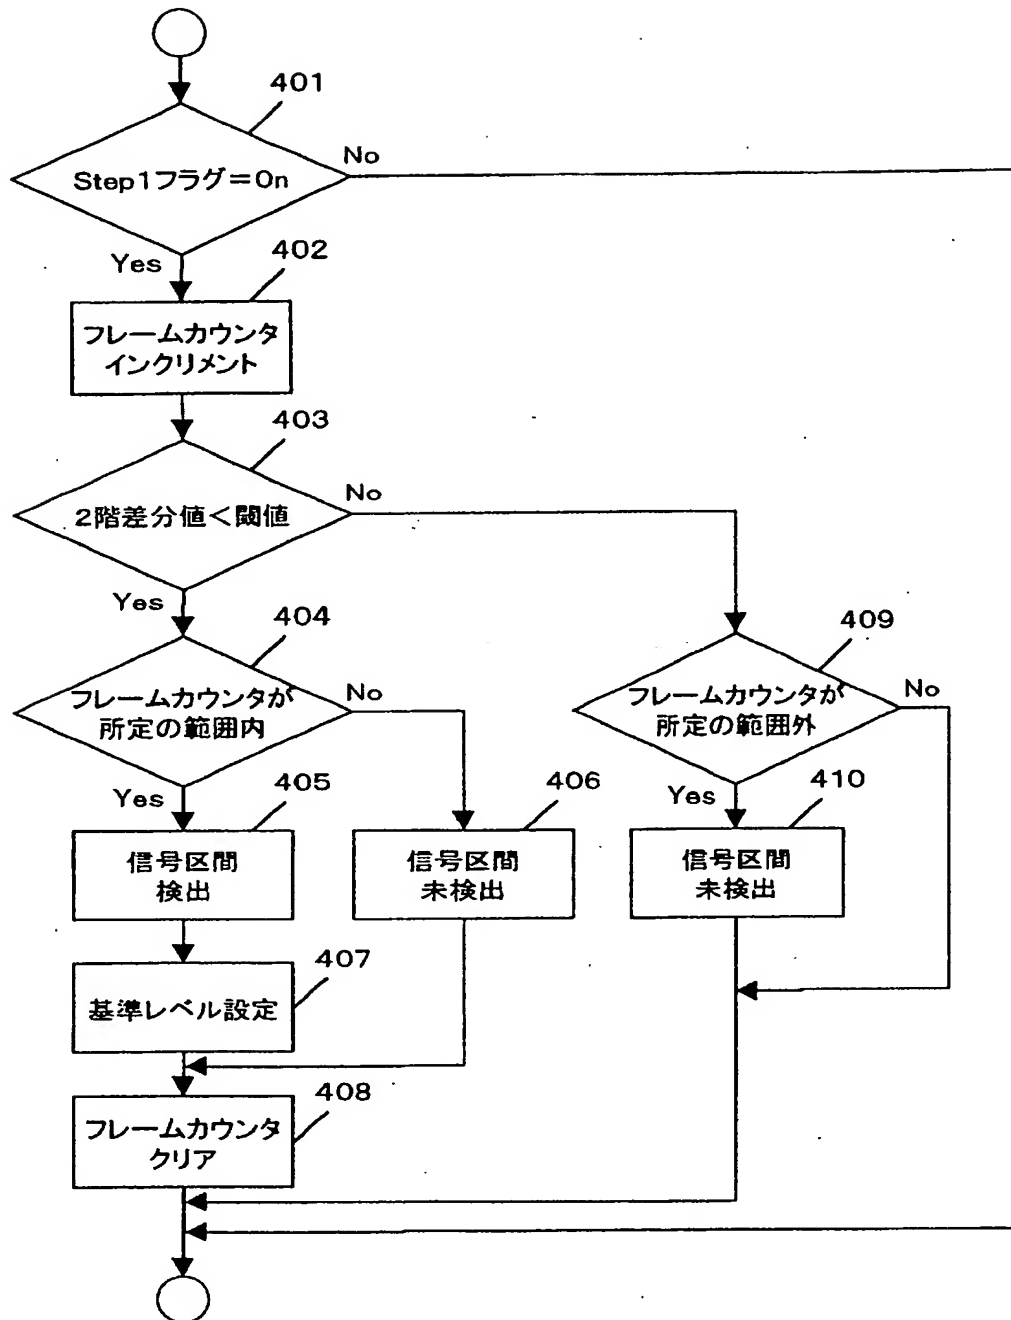 401
Step1フラグ=On
No
Yes
402
フレームカウンタ
インクリメント
403
2階差分値<閾値
No
Yes
404
フレームカウンタが
所定の範囲内
No
409
フレームカウンタが
所定の範囲外
No
Yes
405
信号区間
検出
406
信号区間
未検出
Yes
410
信号区間
未検出
407
基準レベル設定
408
フレームカウンタ
クリア